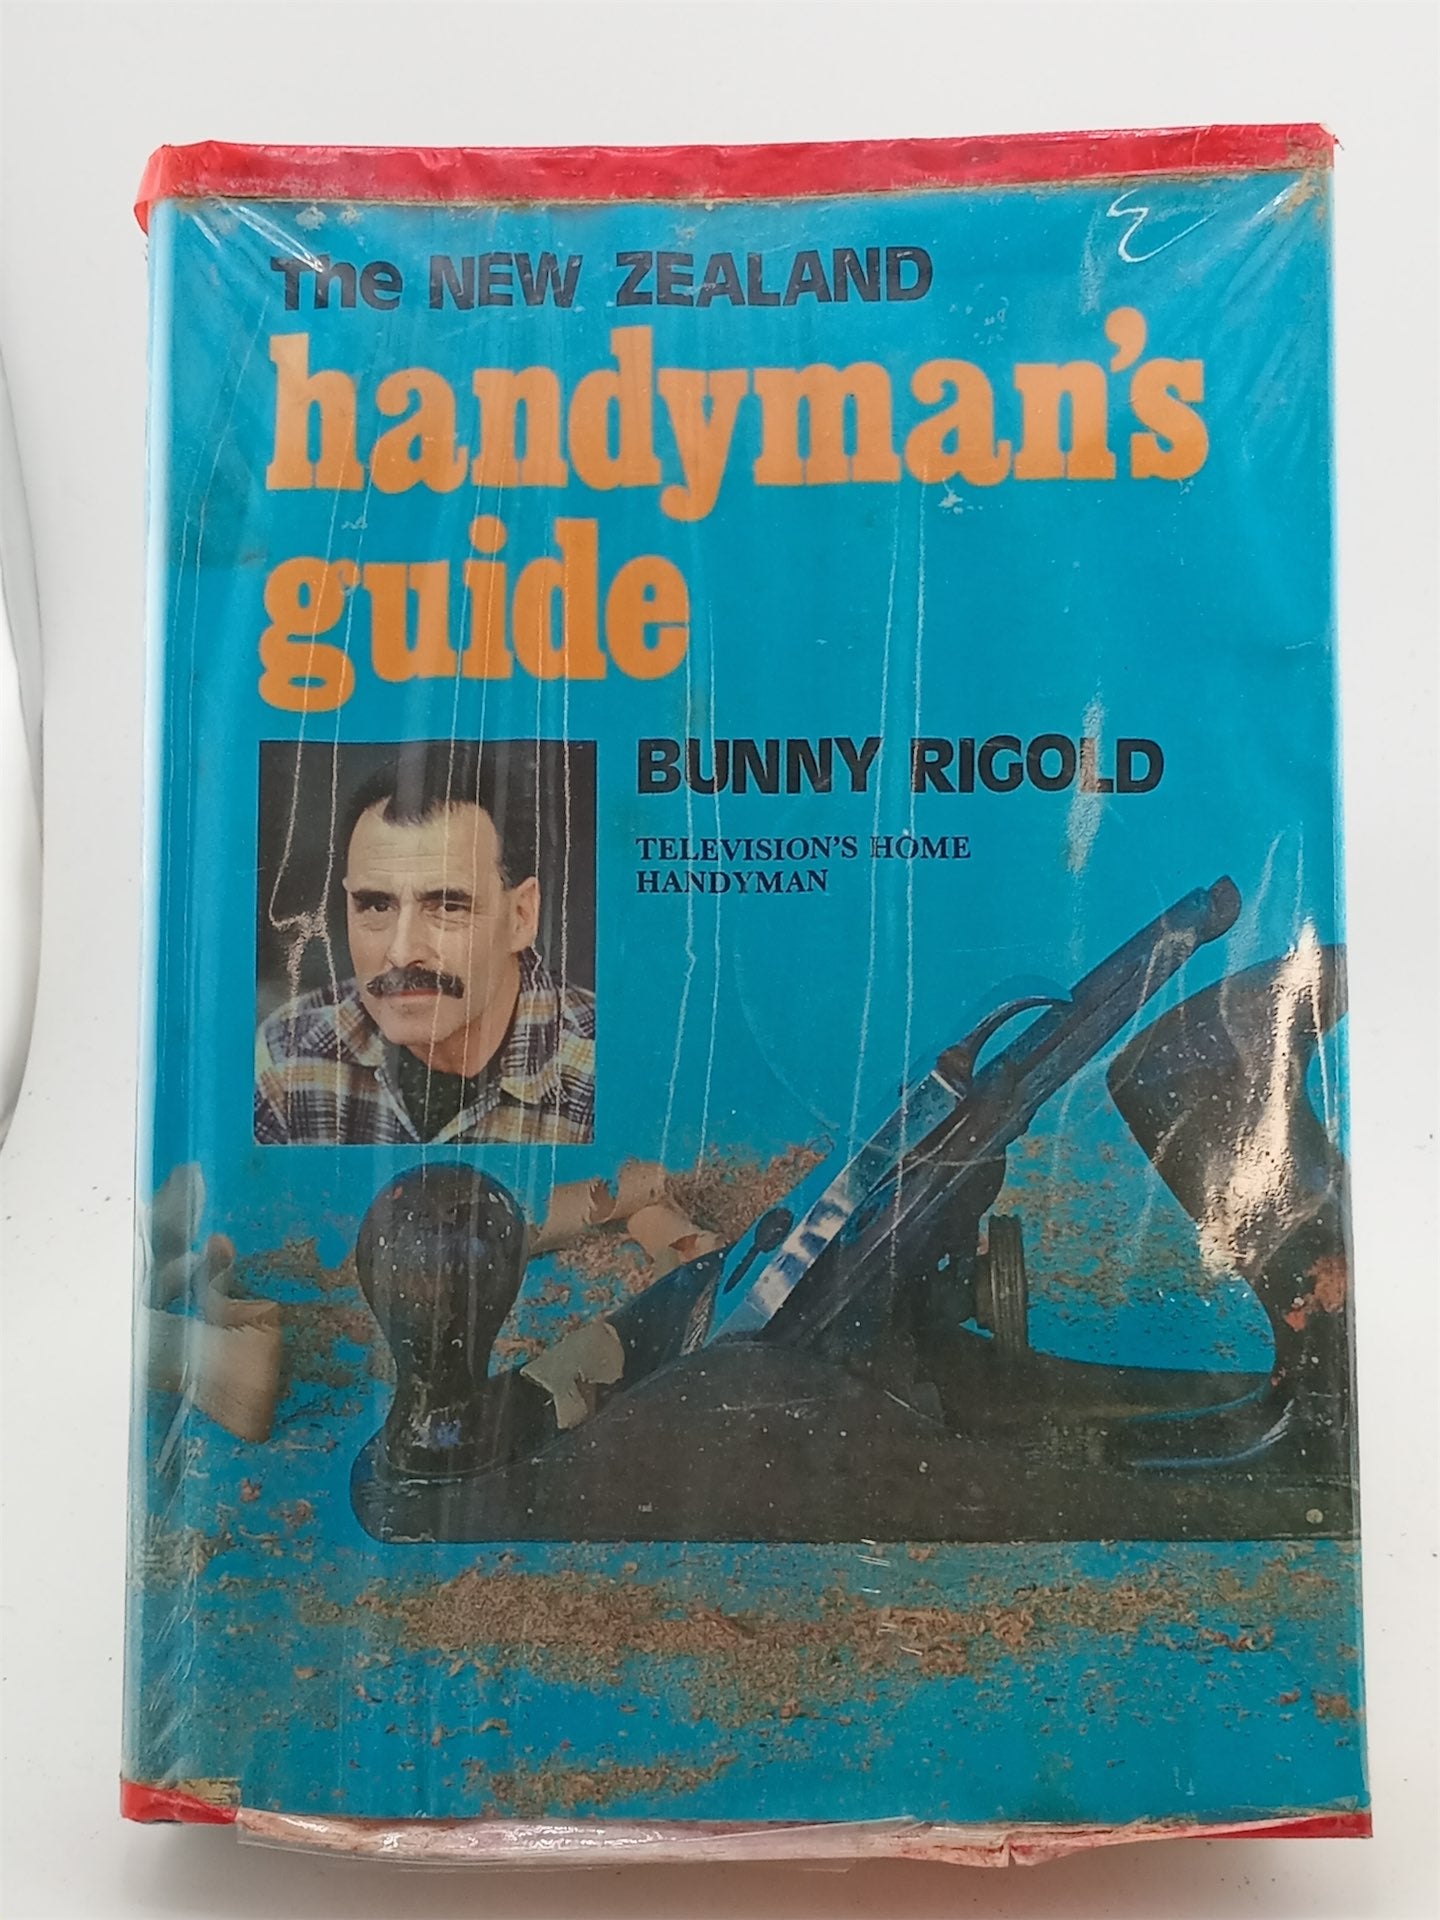 The NEW ZEALAND
handyman's
guide
BUNNY RIGOLD
TELEVISION'S HOME
HANDYMAN